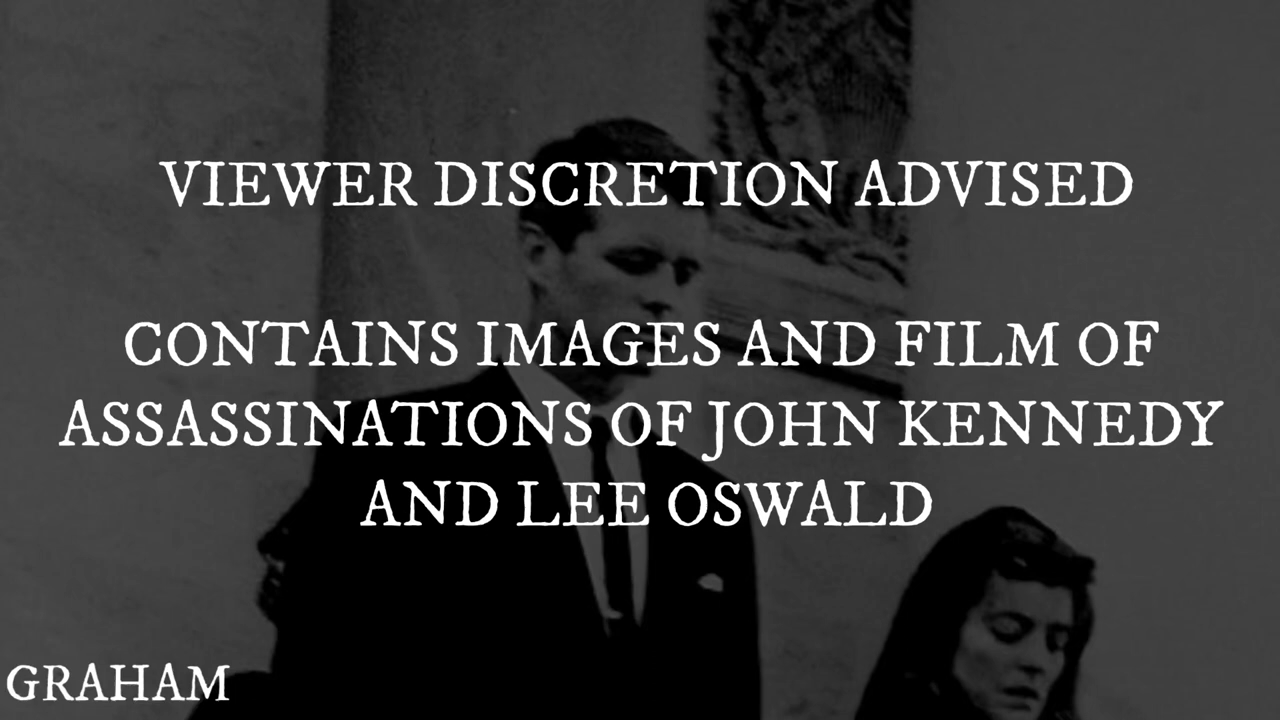 VIEWER DISCRETION ADVISED
CONTAINS IMAGES AND FILM OF
ASSASSINATIONS OF JOHN KENNEDY
AND LEE OSWALD
GRAHAM